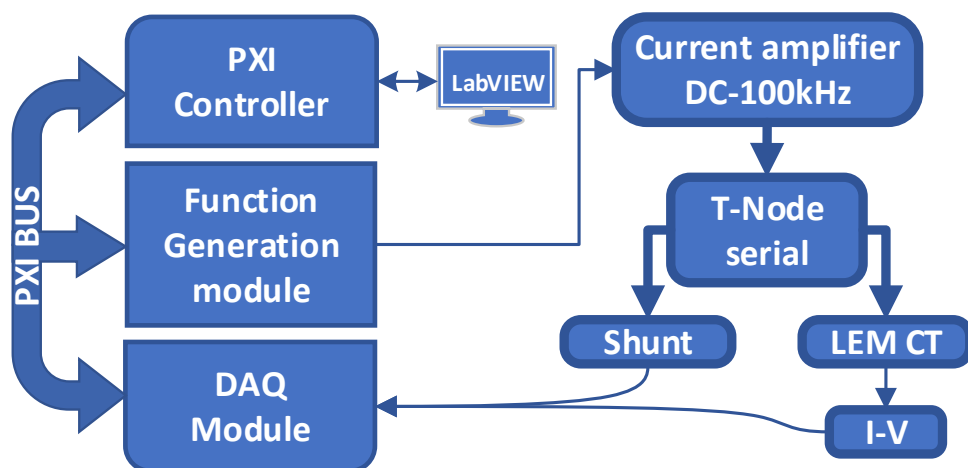 PXI BUS
PXI
Controller
LabVIEW
Function
Generation
module
DAQ
Module
Current amplifier
DC-100kHz
T-Node
serial
Shunt
LEM CT
I-V